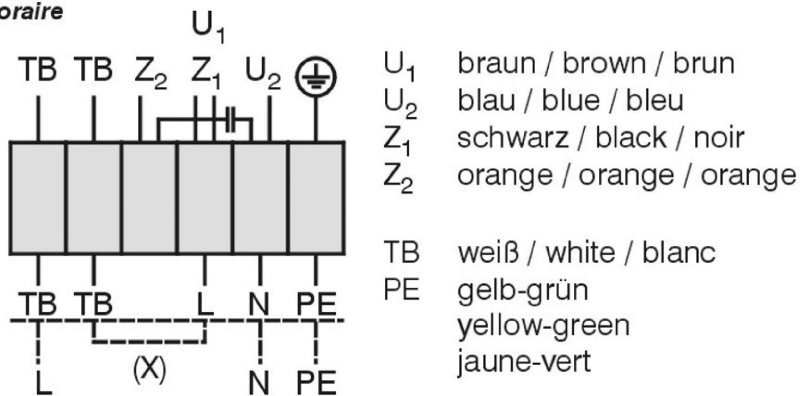 oraire
U₁
TB TB Z₂ Z₁ U₂
TB TB L N PE
(X)
L N PE
U₁ braun / brown / brun
U₂ blau / blue / bleu
Z₁ schwarz / black / noir
Z₂ orange / orange / orange
TB weiß / white / blanc
PE gelb-grün
yellow-green
jaune-vert